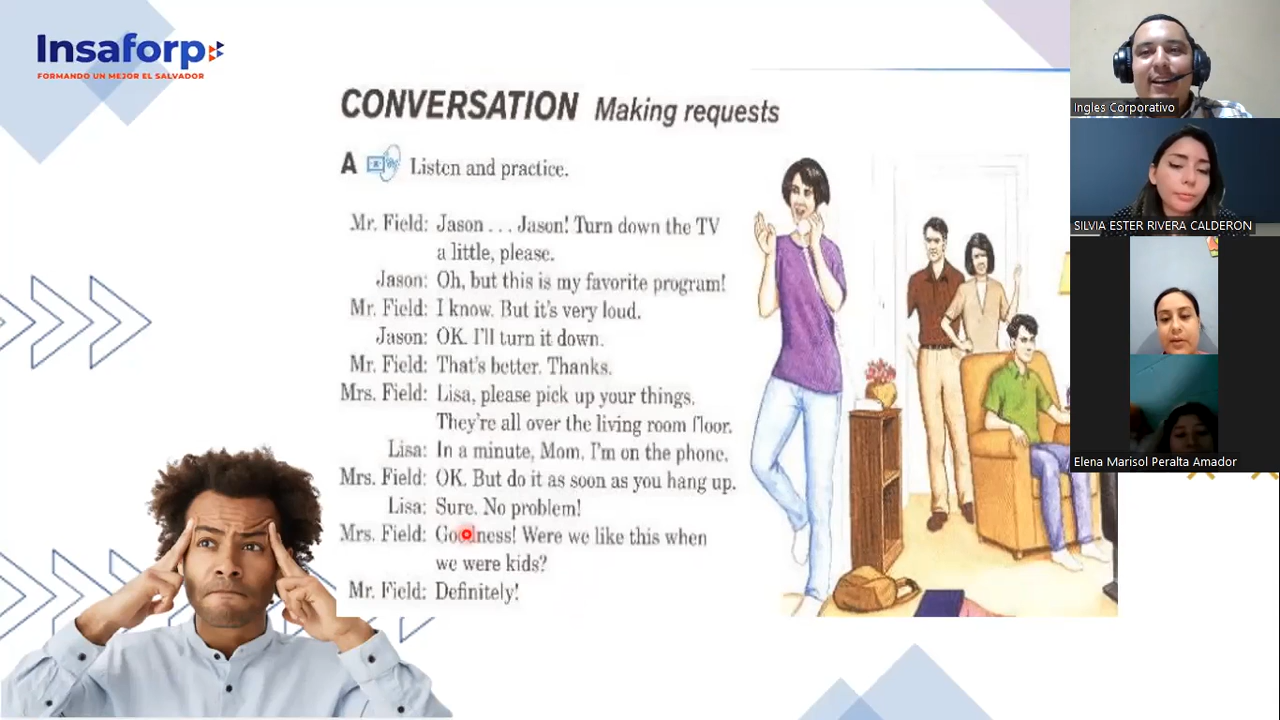 Insaforp
FORMANDO UN MEJOR EL SALVADOR
CONVERSATION Making requests
A Listen and practice.
Mr. Field: Jason . . . Jason! Turn down the TV
a little, please.
Jason: Oh, but this is my favorite program!
Mr. Field: I know. But it's very loud.
Jason: OK. I'll turn it down.
Mr. Field: That's better. Thanks.
Mrs. Field: Lisa, please pick up your things.
They're all over the living room floor.
Lisa: In a minute, Mom. I'm on the phone.
Mrs. Field: OK. But do it as soon as you hang up.
Lisa: Sure. No problem!
Mrs. Field: Goodness! Were we like this when
we were kids?
Mr. Field: Definitely!
Ingles Corporativo
SILVIA ESTER RIVERA CALDERON
Elena Marisol Peralta Amador